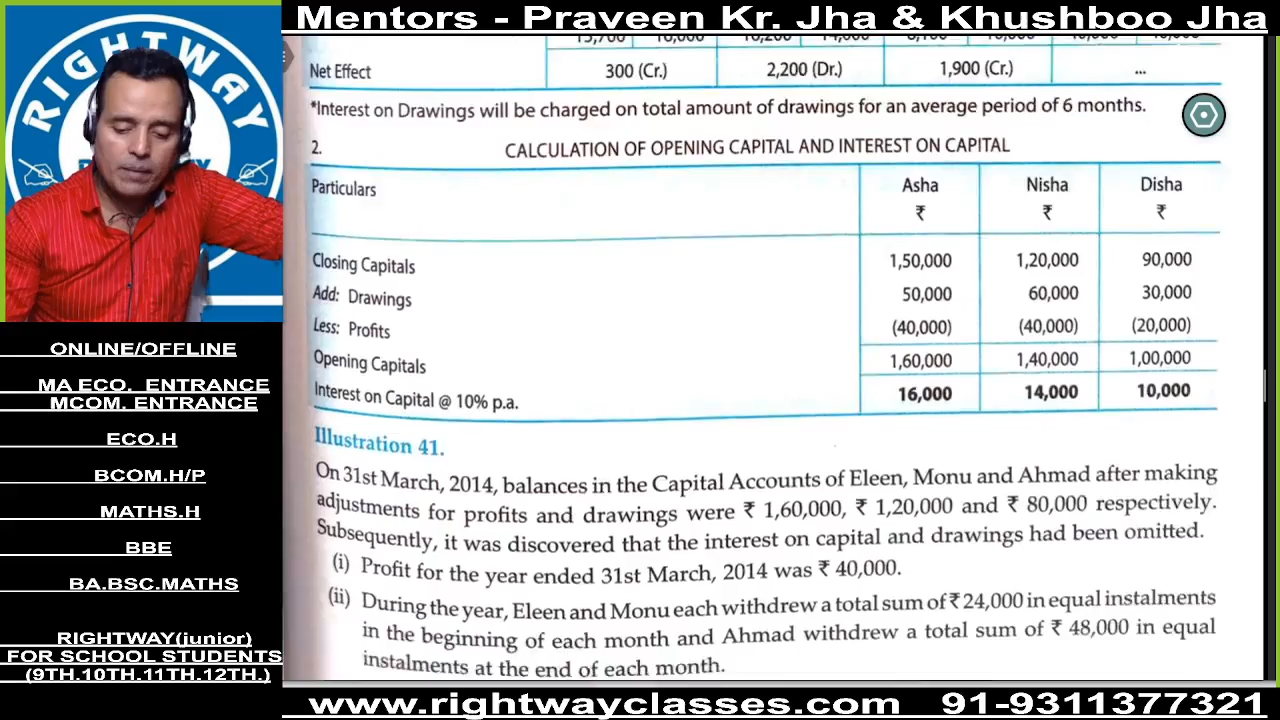 Mentors - Praveen Kr. Jha & Khushboo Jha
RIGHTWAY
Net Effect 300 (Cr.) 2,200 (Dr.) 1,900 (Cr.) ...
*Interest on Drawings will be charged on total amount of drawings for an average period of 6 months.
2. CALCULATION OF OPENING CAPITAL AND INTEREST ON CAPITAL
Particulars Asha Nisha Disha
₹ ₹ ₹
Closing Capitals 1,50,000 1,20,000 90,000
Add: Drawings 50,000 60,000 30,000
Less: Profits (40,000) (40,000) (20,000)
Opening Capitals 1,60,000 1,40,000 1,00,000
Interest on Capital @ 10% p.a. 16,000 14,000 10,000
Illustration 41.
On 31st March, 2014, balances in the Capital Accounts of Eleen, Monu and Ahmad after making
adjustments for profits and drawings were ₹ 1,60,000, ₹ 1,20,000 and ₹ 80,000 respectively.
Subsequently, it was discovered that the interest on capital and drawings had been omitted.
(i) Profit for the year ended 31st March, 2014 was ₹ 40,000.
(ii) During the year, Eleen and Monu each withdrew a total sum of ₹ 24,000 in equal instalments
in the beginning of each month and Ahmad withdrew a total sum of ₹ 48,000 in equal
instalments at the end of each month.
ONLINE/OFFLINE
MA ECO. ENTRANCE
MCOM. ENTRANCE
ECO.H
BCOM.H/P
MATHS.H
BBE
BA.BSC.MATHS
RIGHTWAY(junior)
FOR SCHOOL STUDENTS
(9TH.10TH.11TH.12TH.)
www.rightwayclasses.com 91-9311377321